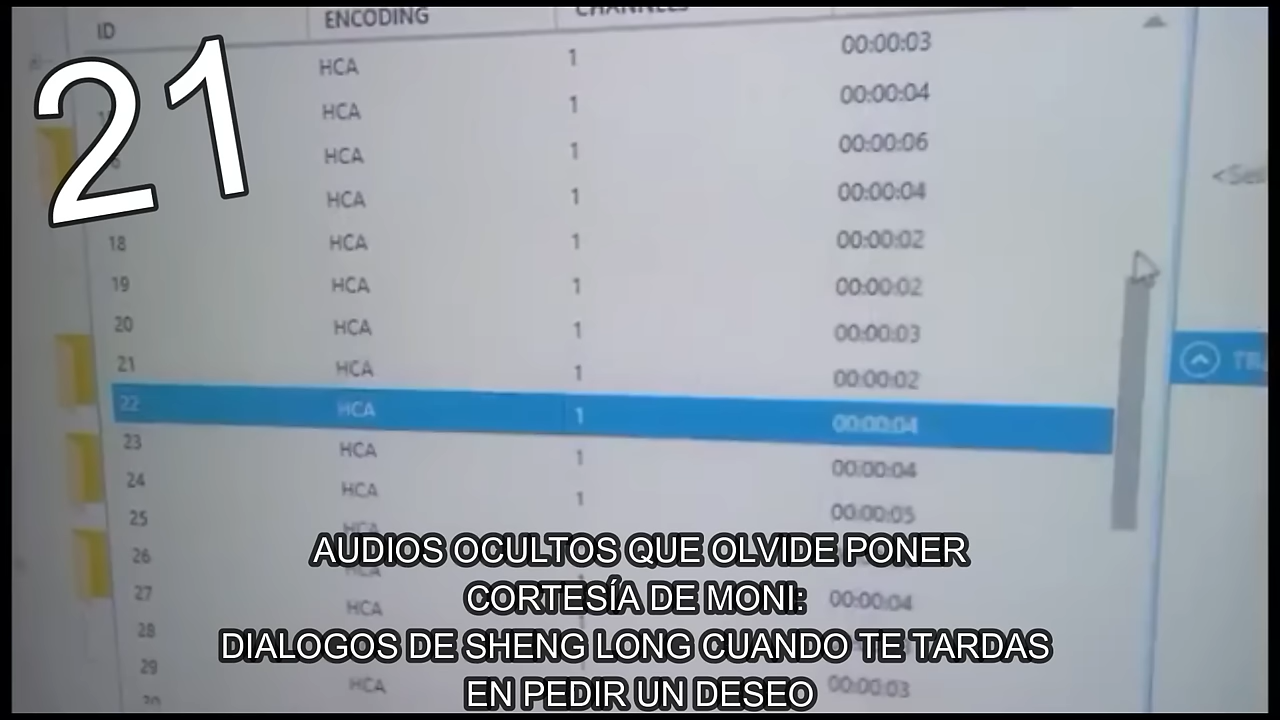 21
ID ENCODING CHANNELS
HCA 1 00:00:03
HCA 1 00:00:04
HCA 1 00:00:06
HCA 1 00:00:04
18 HCA 1 00:00:02
19 HCA 1 00:00:02
20 HCA 1 00:00:03
21 HCA 1 00:00:02
22 HCA 1 00:00:04
23 HCA 1 00:00:04
24 HCA 1 00:00:05
25 HCA
26 HCA
27 HCA 00:00:04
28
29 HCA 00:00:03
AUDIOS OCULTOS QUE OLVIDE PONER
CORTESÍA DE MONI:
DIALOGOS DE SHENG LONG CUANDO TE TARDAS
EN PEDIR UN DESEO